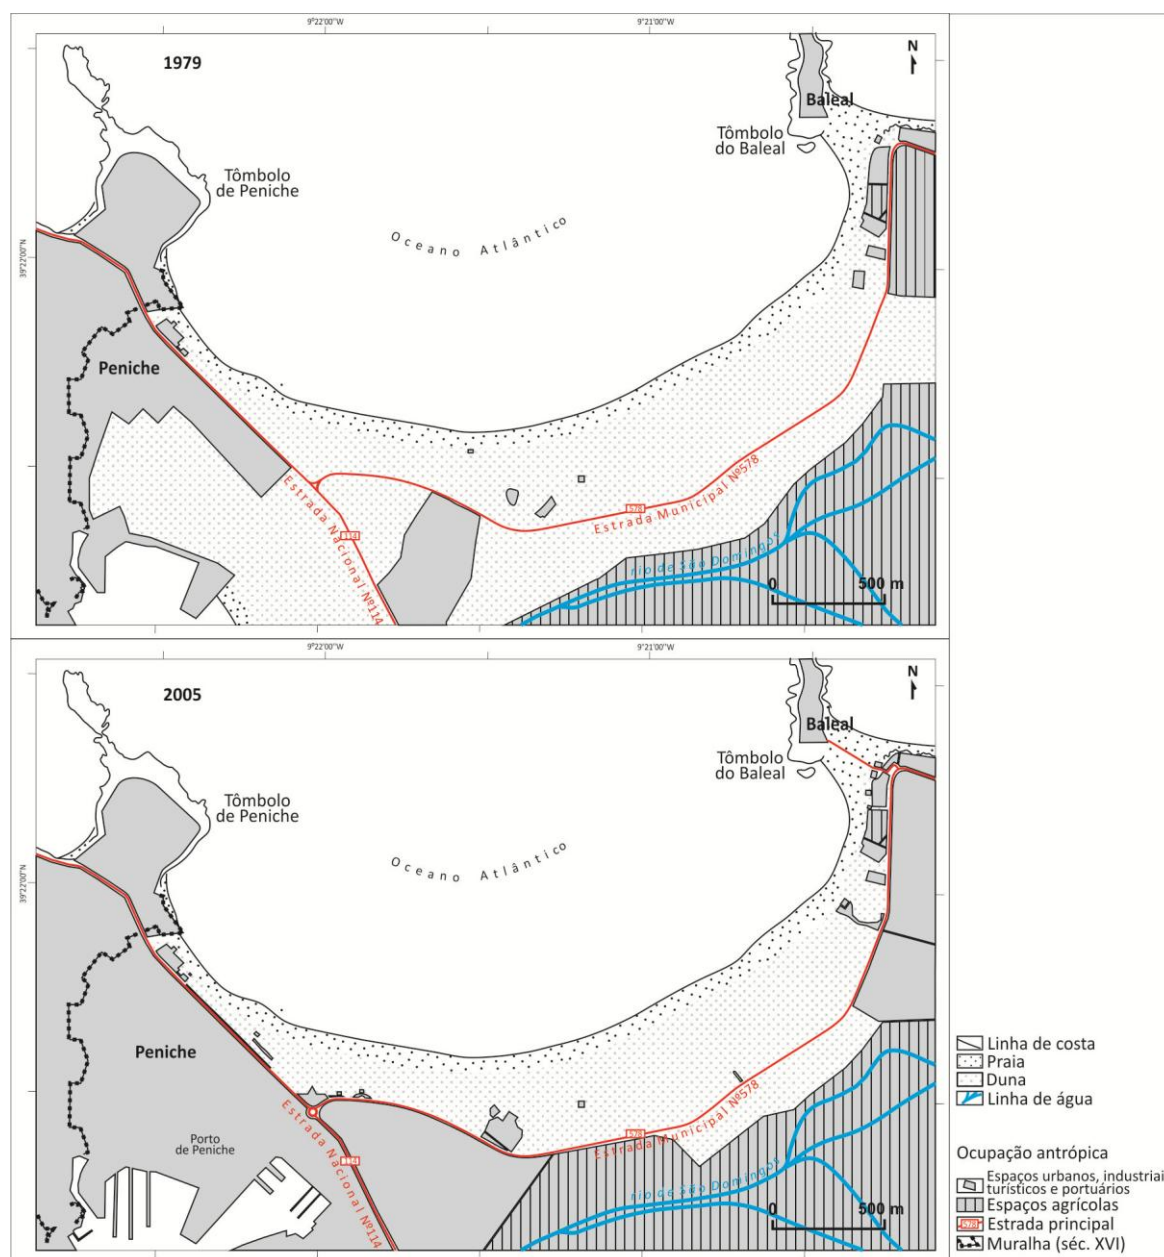 9°22'00''W
9°21'00''W
1979
N
Baleal
Tômbolo
do Baleal
Tômbolo
de Peniche
Oceano Atlântico
39°22'00''N
Peniche
Estrada Nacional Nº114
114
578
Estrada Municipal Nº578
rio de São Domingos
0
500 m
9°22'00''W
9°21'00''W
2005
N
Baleal
Tômbolo
do Baleal
Tômbolo
de Peniche
Oceano Atlântico
39°22'00''N
Peniche
Porto
de Peniche
Estrada Nacional Nº114
114
578
Estrada Municipal Nº578
rio de São Domingos
0
500 m
Linha de costa
Praia
Duna
Linha de água
Ocupação antrópica
Espaços urbanos, industriai
turísticos e portuários
Espaços agrícolas
578
Estrada principal
Muralha (séc. XVI)